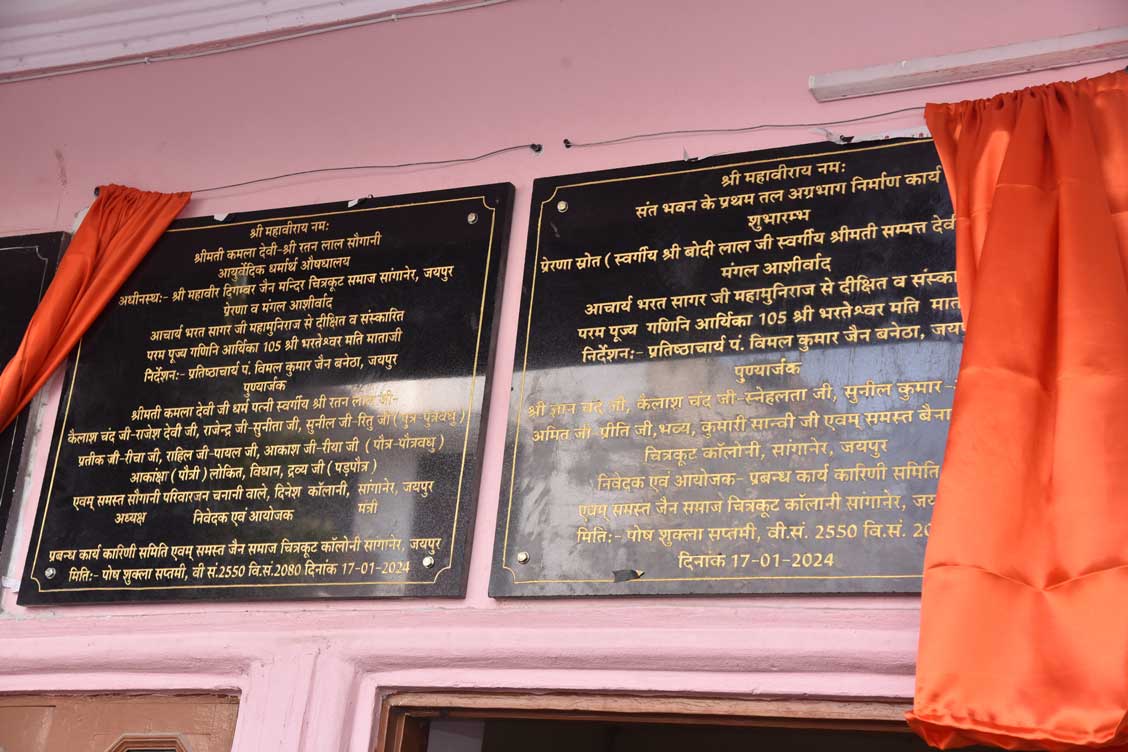 श्री महावीराय नमः
श्रीमती कमला देवी-श्री रतन लाल सौगानी
आयुर्वेदिक धर्मार्थ औषधालय
अधीनस्थ:- श्री महावीर दिगम्बर जैन मन्दिर चित्रकूट समाज सांगानेर, जयपुर
प्रेरणा व मंगल आशीर्वाद
आचार्य भरत सागर जी महामुनिराज से दीक्षित व संस्कारित
परम पूज्य गणिनि आर्यिका 105 श्री भरतेश्वर मति माताजी
निर्देशन:- प्रतिष्ठाचार्य पं. विमल कुमार जैन बनेठा, जयपुर
पुण्यार्जक
श्रीमती कमला देवी जी धर्म पत्नी स्वर्गीय श्री रतन लाल जी-
कैलाश चंद जी-राजेश देवी जी, राजेन्द्र जी-सुनीता जी, सुनील जी-रितु जी ( पुत्र-पुत्रवधु )
प्रतीक जी-रीचा जी, राहिल जी-पायल जी, आकाश जी-रीया जी ( पौत्र-पौत्रवधु )
आकांक्षा ( पौत्री ) लोकित, विधान, द्रव्य जी ( पड़पोत्र )
एवम् समस्त सौगानी परिवारजन चनानी वाले, दिनेश कॉलानी, सांगानेर, जयपुर
अध्यक्ष निवेदक एवं आयोजक मंत्री
प्रबन्ध कार्य कारिणी समिति एवम् समस्त जैन समाज चित्रकूट कॉलोनी सांगानेर, जयपुर
मिति:- पोष शुक्ला सप्तमी, वी सं.2550 वि.सं.2080 दिनांक 17-01-2024
श्री महावीराय नमः
संत भवन के प्रथम तल अग्रभाग निर्माण कार्य
शुभारम्भ
प्रेरणा स्रोत ( स्वर्गीय श्री बोदी लाल जी स्वर्गीय श्रीमती सम्पत्त देवी
मंगल आशीर्वाद
आचार्य भरत सागर जी महामुनिराज से दीक्षित व संस्का
परम पूज्य गणिनि आर्यिका 105 श्री भरतेश्वर मति मात
निर्देशन:- प्रतिष्ठाचार्य पं. विमल कुमार जैन बनेठा, जयपु
पुण्यार्जक
श्री ज्ञान चंद जी, कैलाश चंद जी-स्नेहलता जी, सुनील कुमार-
अमित जी-प्रीति जी,भव्य, कुमारी सान्वी जी एवम् समस्त बैना
चित्रकूट कॉलोनी, सांगानेर, जयपुर
निवेदक एवं आयोजक- प्रबन्ध कार्य कारिणी समिति
एवम् समस्त जैन समाज चित्रकूट कॉलानी सांगानेर, जय
मिति:- पोष शुक्ला सप्तमी, वी.सं. 2550 वि.सं. 20
दिनांक 17-01-2024